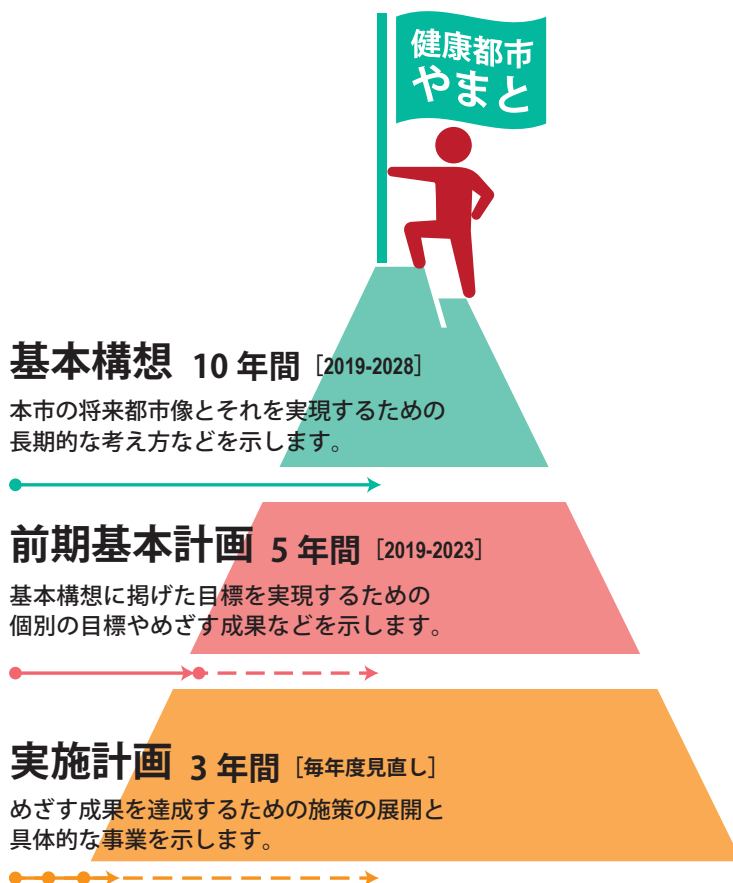 健康都市
やまと
基本構想 10 年間［2019-2028］
本市の将来都市像とそれを実現するための
長期的な考え方などを示します。
前期基本計画 5 年間［2019-2023］
基本構想に掲げた目標を実現するための
個別の目標やめざす成果などを示します。
実施計画 3 年間［毎年度見直し］
めざす成果を達成するための施策の展開と
具体的な事業を示します。